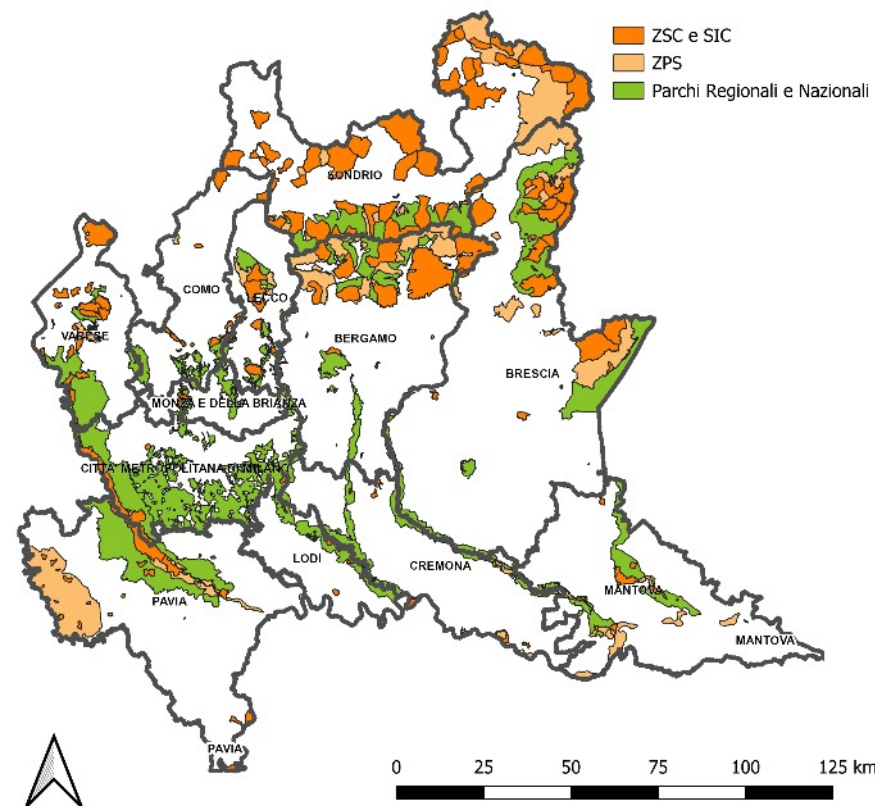 ZSC e SIC
ZPS
Parchi Regionali e Nazionali
SONDRIO
COMO
LECCO
VARESE
BERGAMO
BRESCIA
MONZA E DELLA BRIANZA
CITTA' METROPOLITANA DI MILANO
LODI
CREMONA
PAVIA
MANTOVA
MANTOVA
PAVIA
0 25 50 75 100 125 km